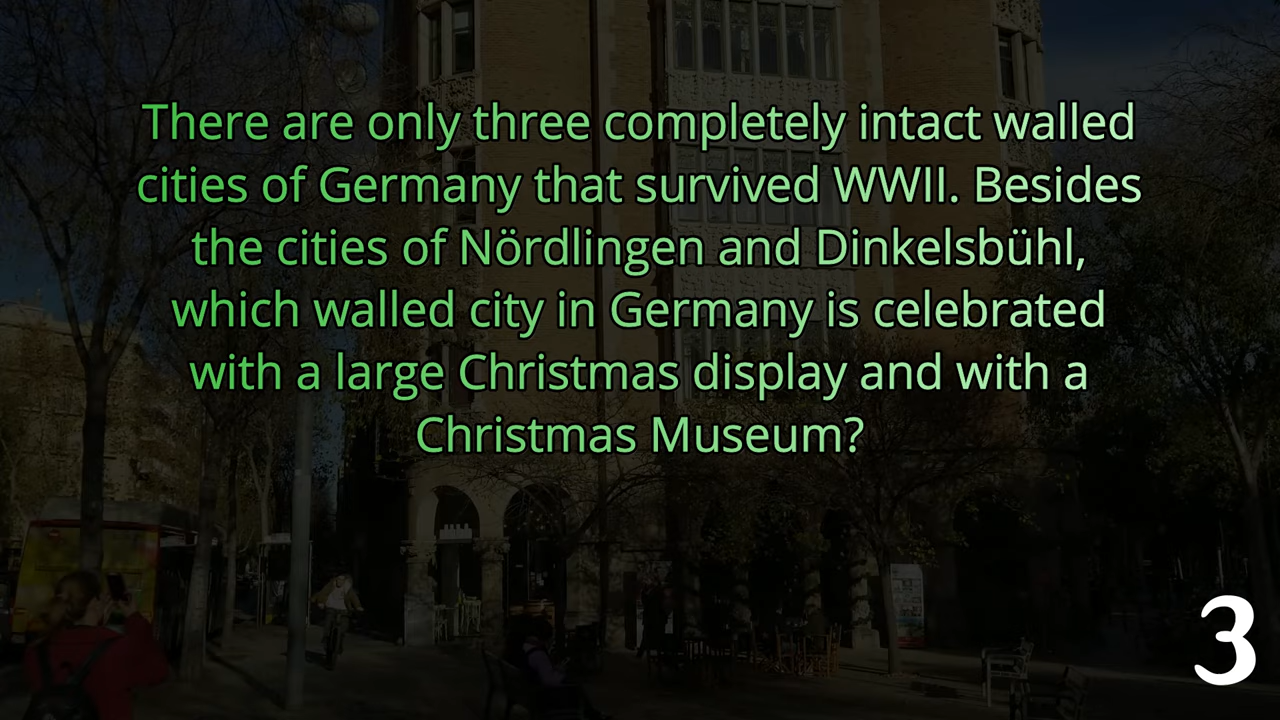 There are only three completely intact walled
cities of Germany that survived WWII. Besides
the cities of Nördlingen and Dinkelsbühl,
which walled city in Germany is celebrated
with a large Christmas display and with a
Christmas Museum?
3